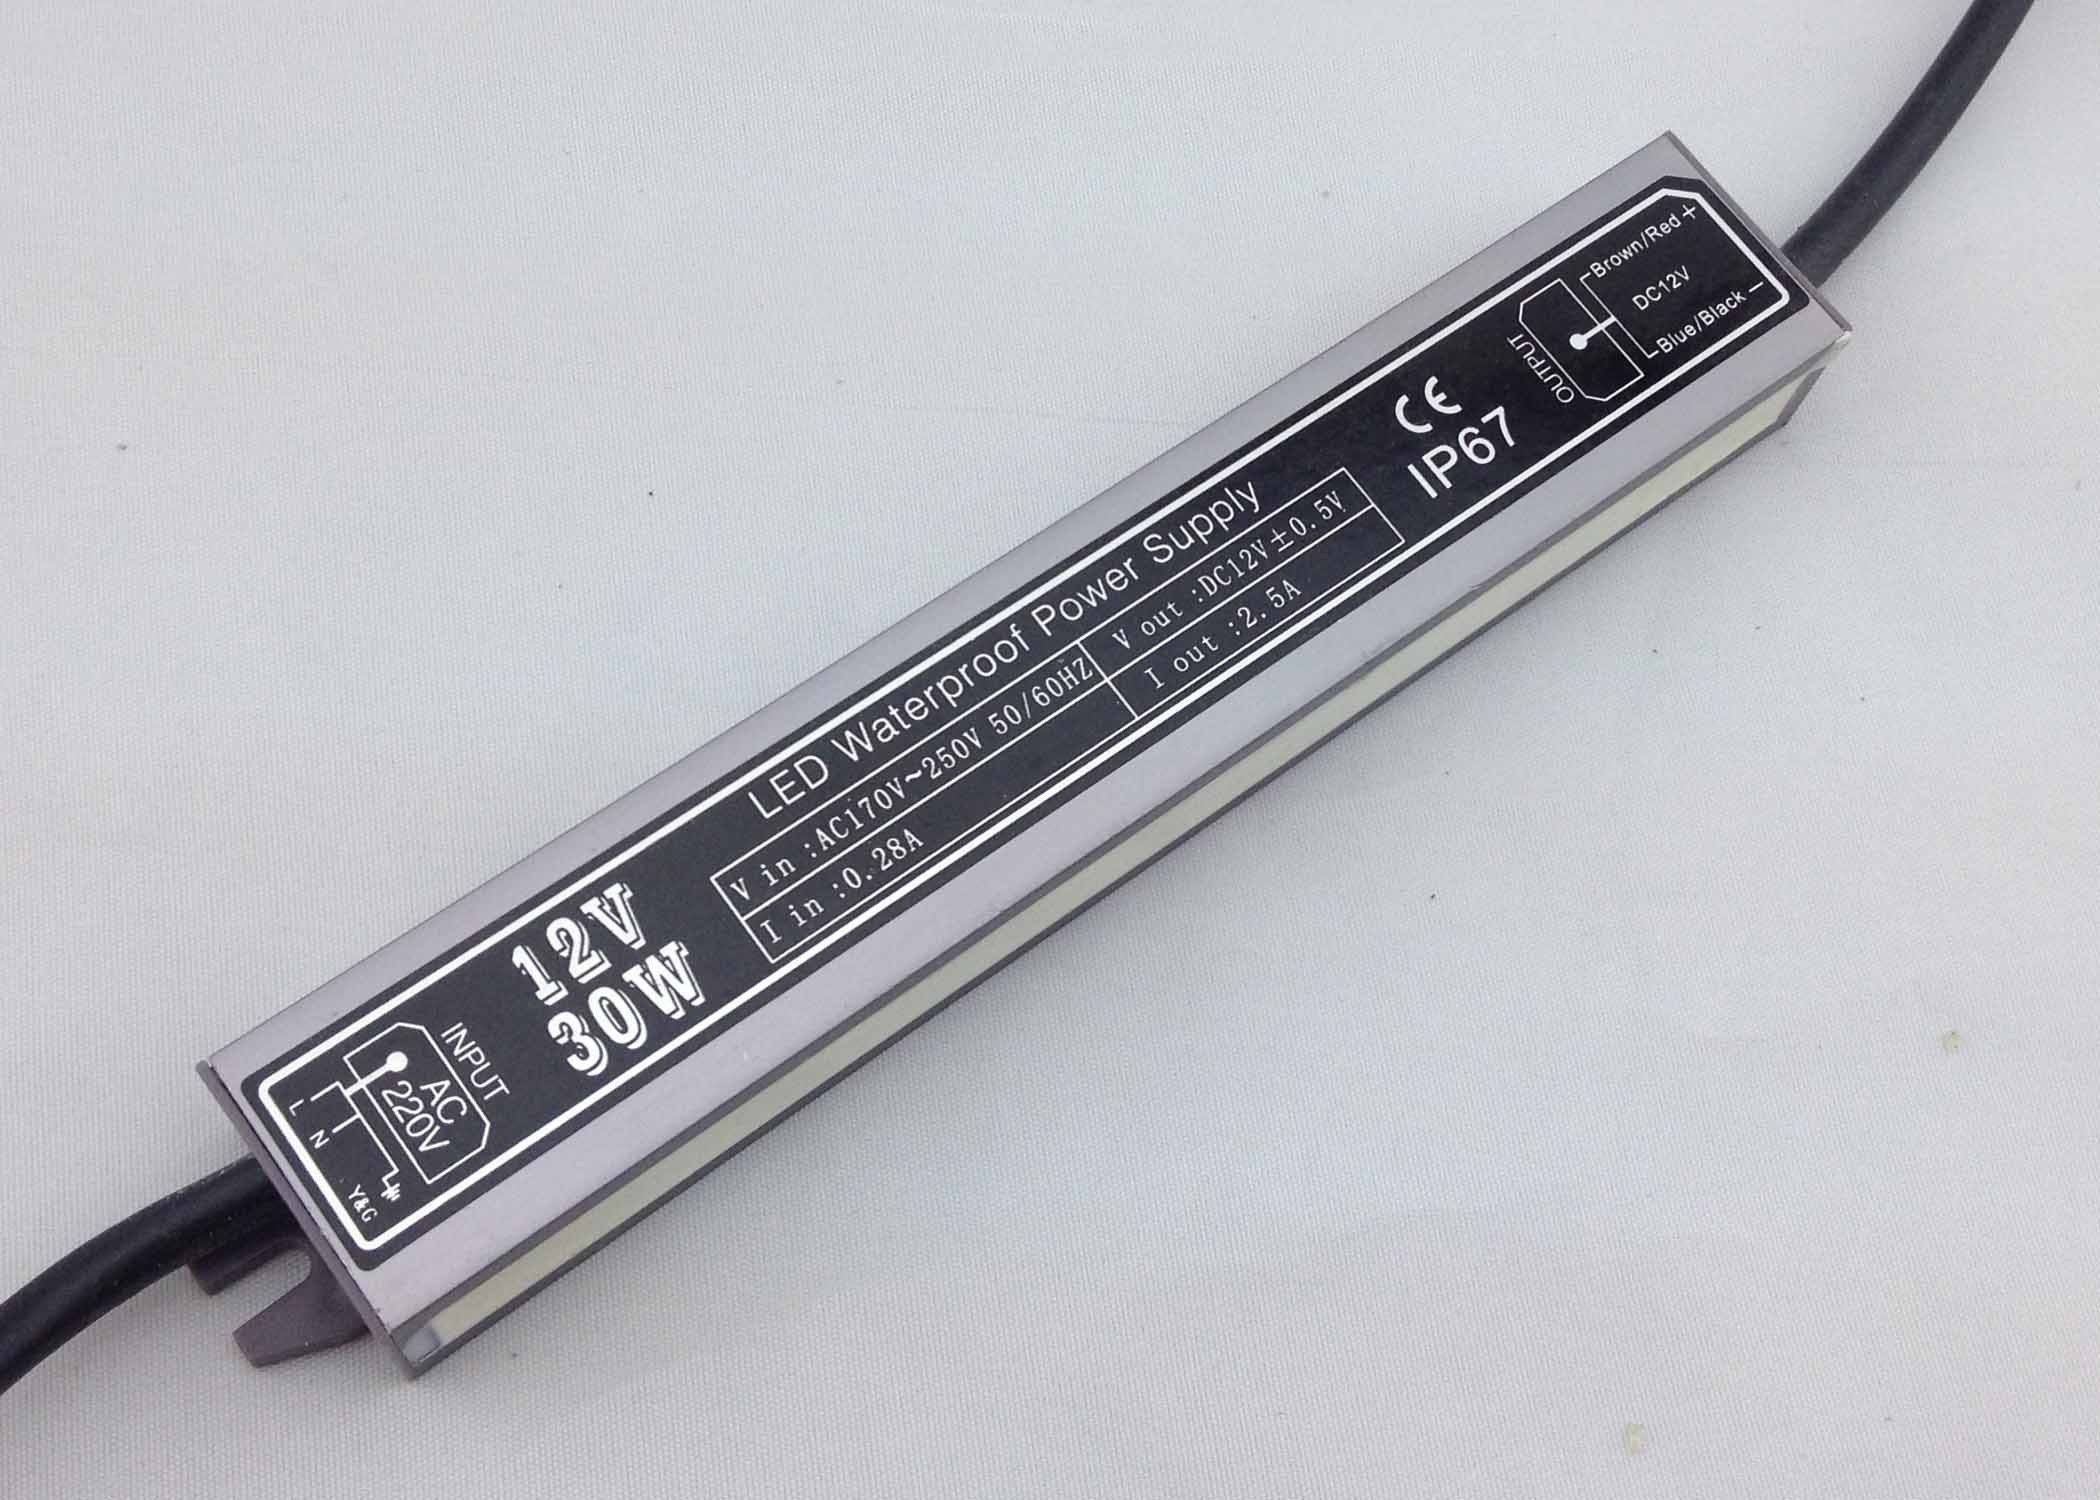 INPUT
AC
220V
L
N
Y&G
12V
30W
LED Waterproof Power Supply
V in :AC170V~250V 50/60HZ
V out :DC12V±0.5V
I in :0.28A
I out :2.5A
CE
IP67
OUTPUT
Brown/Red +
DC12V
Blue/Black -